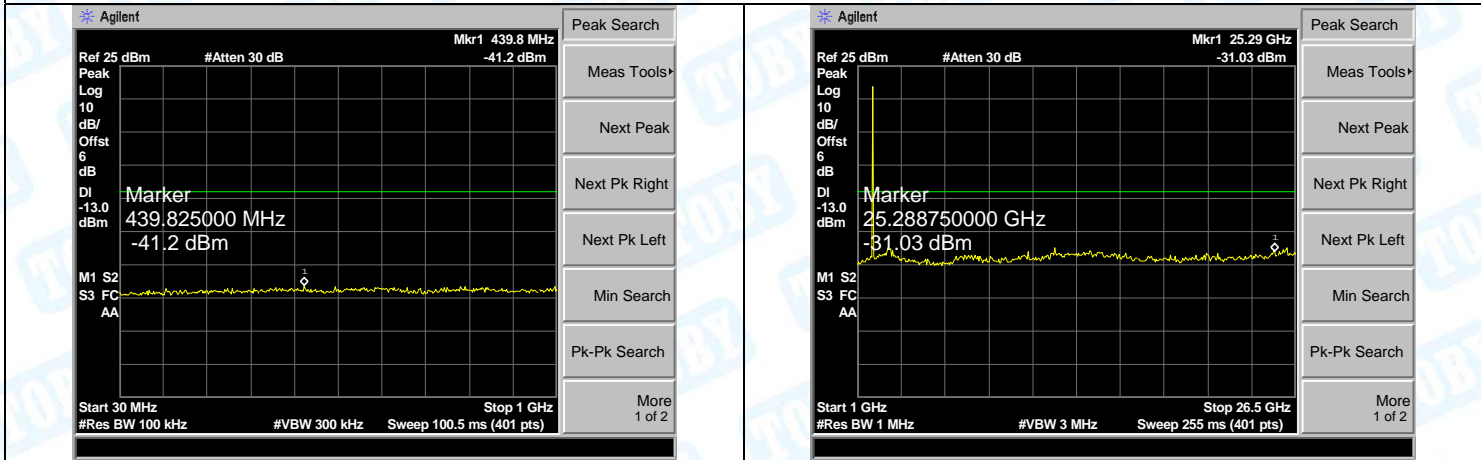 Agilent
Peak Search
Mkr1 439.8 MHz
Ref 25 dBm #Atten 30 dB -41.2 dBm
Peak
Log
10
dB/
Offst
6
dB
DI
-13.0
dBm
M1 S2
S3 FC
AA
Marker
439.825000 MHz
-41.2 dBm
1
Start 30 MHz Stop 1 GHz
#Res BW 100 kHz #VBW 300 kHz Sweep 100.5 ms (401 pts)
Meas Tools
Next Peak
Next Pk Right
Next Pk Left
Min Search
Pk-Pk Search
More
1 of 2
Agilent
Peak Search
Mkr1 25.29 GHz
Ref 25 dBm #Atten 30 dB -31.03 dBm
Peak
Log
10
dB/
Offst
6
dB
DI
-13.0
dBm
M1 S2
S3 FC
AA
Marker
25.288750000 GHz
-31.03 dBm
1
Start 1 GHz Stop 26.5 GHz
#Res BW 1 MHz #VBW 3 MHz Sweep 255 ms (401 pts)
Meas Tools
Next Peak
Next Pk Right
Next Pk Left
Min Search
Pk-Pk Search
More
1 of 2
TOBY